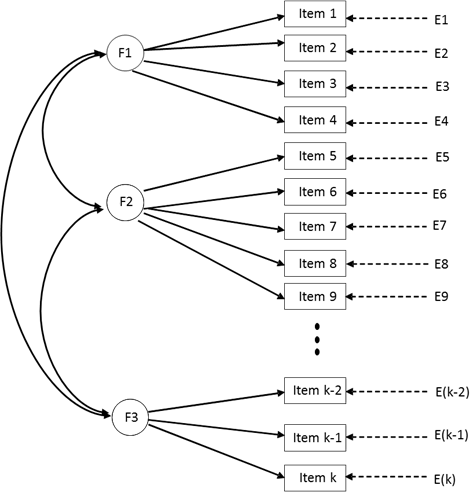 Item 1
E1
F1
Item 2
E2
Item 3
E3
Item 4
E4
Item 5
E5
F2
Item 6
E6
Item 7
E7
Item 8
E8
Item 9
E9
Item k-2
E(k-2)
F3
Item k-1
E(k-1)
Item k
E(k)